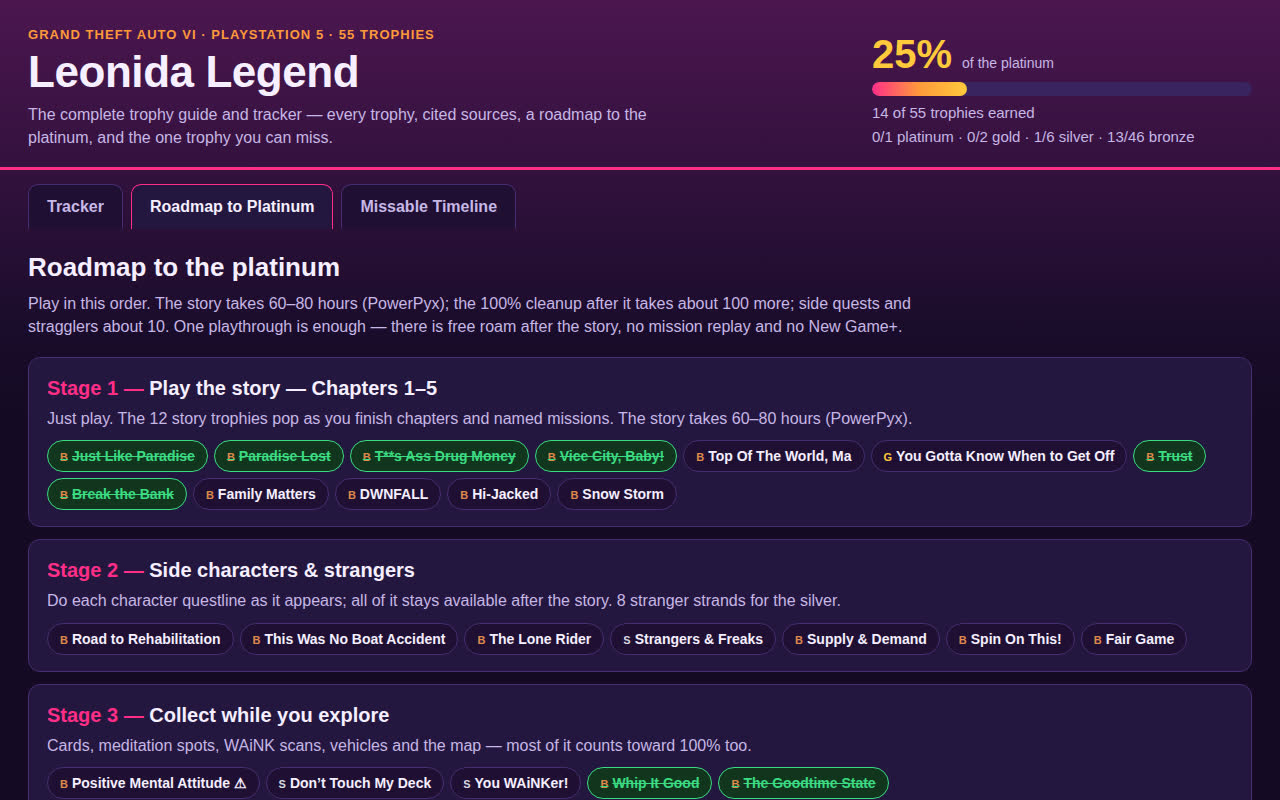 GRAND THEFT AUTO VI · PLAYSTATION 5 · 55 TROPHIES
Leonida Legend
The complete trophy guide and tracker — every trophy, cited sources, a roadmap to the
platinum, and the one trophy you can miss.
25% of the platinum
14 of 55 trophies earned
0/1 platinum · 0/2 gold · 1/6 silver · 13/46 bronze
Tracker
Roadmap to Platinum
Missable Timeline
Roadmap to the platinum
Play in this order. The story takes 60–80 hours (PowerPyx); the 100% cleanup after it takes about 100 more; side quests and
stragglers about 10. One playthrough is enough — there is free roam after the story, no mission replay and no New Game+.
Stage 1 — Play the story — Chapters 1–5
Just play. The 12 story trophies pop as you finish chapters and named missions. The story takes 60–80 hours (PowerPyx).
B Just Like Paradise B Paradise Lost B T**s Ass Drug Money B Vice City, Baby! B Top Of The World, Ma G You Gotta Know When to Get Off B Trust
B Break the Bank B Family Matters B DWNFALL B Hi-Jacked B Snow Storm
Stage 2 — Side characters & strangers
Do each character questline as it appears; all of it stays available after the story. 8 stranger strands for the silver.
B Road to Rehabilitation B This Was No Boat Accident B The Lone Rider S Strangers & Freaks B Supply & Demand B Spin On This! B Fair Game
Stage 3 — Collect while you explore
Cards, meditation spots, WAiNK scans, vehicles and the map — most of it counts toward 100% too.
B Positive Mental Attitude ⚠ S Don’t Touch My Deck S You WAiNKer! B Whip It Good B The Goodtime State